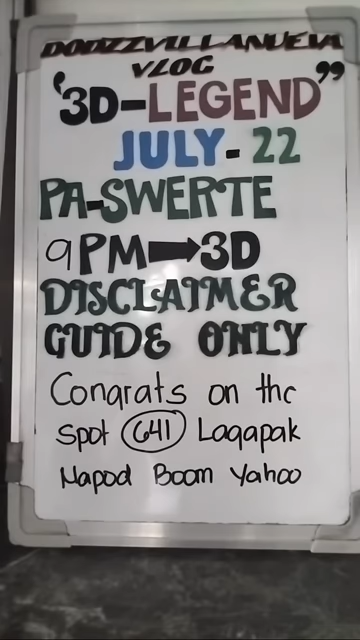 DODZZVILLANUEVA
VLOG
'3D-LEGEND"
JULY-22
PA-SWERTE
9PM➡3D
DISCLAIMER
GUIDE ONLY
Congrats on the
Spot 641 Lagapak
Napod Boom Yahoo